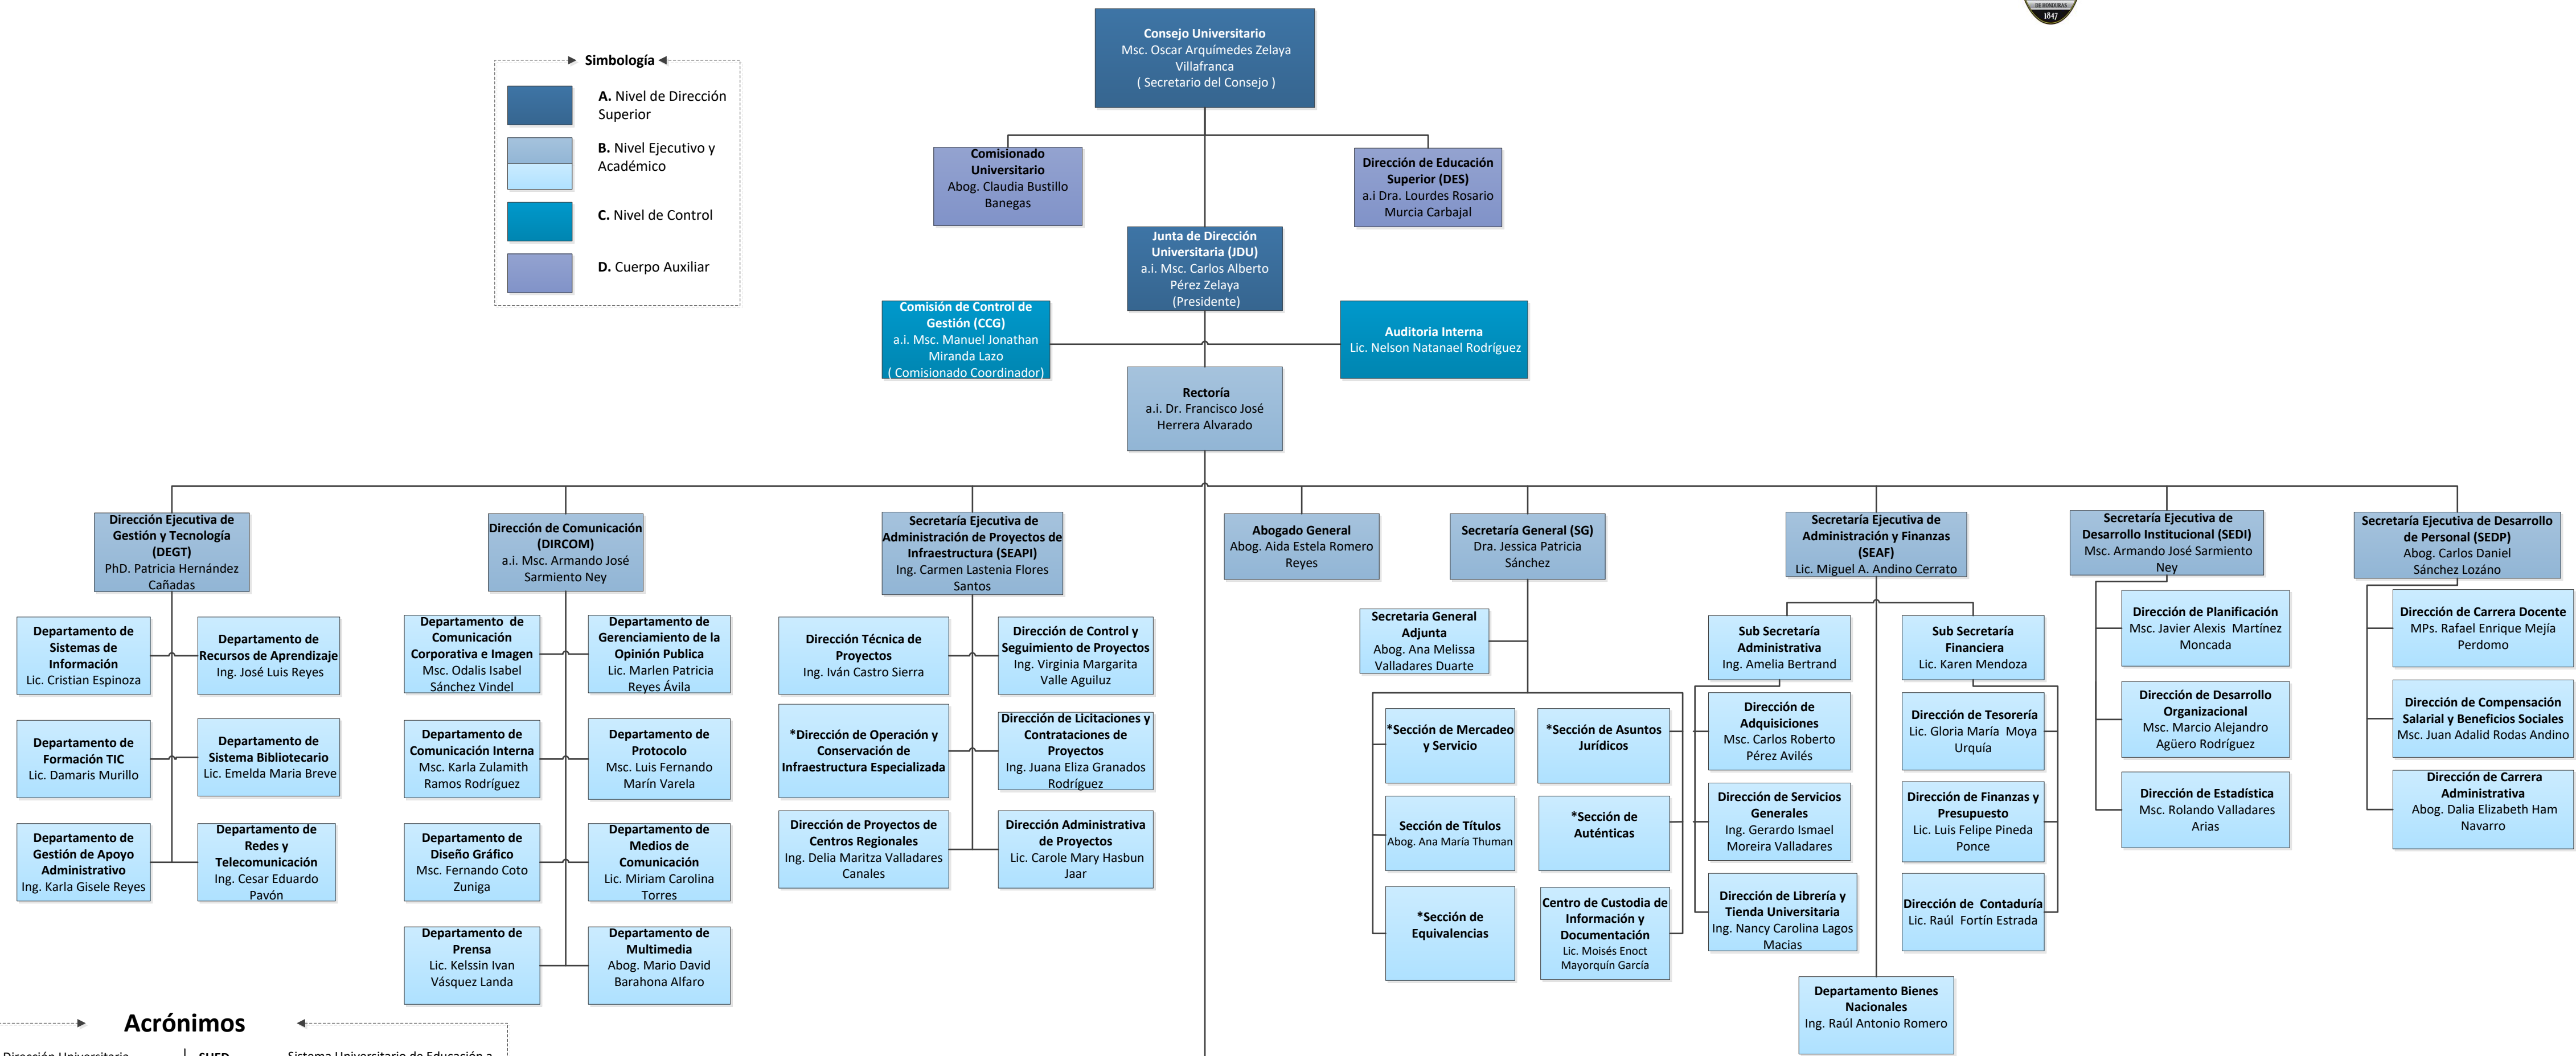 DE HONDURAS
1847
Simbología
A. Nivel de Dirección
Superior
B. Nivel Ejecutivo y
Académico
C. Nivel de Control
D. Cuerpo Auxiliar
Consejo Universitario
Msc. Oscar Arquímedes Zelaya
Villafranca
( Secretario del Consejo )
Comisionado
Universitario
Abog. Claudia Bustillo
Banegas
Dirección de Educación
Superior (DES)
a.i Dra. Lourdes Rosario
Murcia Carbajal
Junta de Dirección
Universitaria (JDU)
a.i. Msc. Carlos Alberto
Pérez Zelaya
(Presidente)
Comisión de Control de
Gestión (CCG)
a.i. Msc. Manuel Jonathan
Miranda Lazo
( Comisionado Coordinador)
Auditoria Interna
Lic. Nelson Natanael Rodríguez
Rectoría
a.i. Dr. Francisco José
Herrera Alvarado
Dirección Ejecutiva de
Gestión y Tecnología
(DEGT)
PhD. Patricia Hernández
Cañadas
Departamento de
Sistemas de
Información
Lic. Cristian Espinoza
Departamento de
Recursos de Aprendizaje
Ing. José Luis Reyes
Departamento de
Formación TIC
Lic. Damaris Murillo
Departamento de
Sistema Bibliotecario
Lic. Emelda Maria Breve
Departamento de
Gestión de Apoyo
Administrativo
Ing. Karla Gisele Reyes
Departamento de
Redes y
Telecomunicación
Ing. Cesar Eduardo
Pavón
Dirección de Comunicación
(DIRCOM)
a.i. Msc. Armando José
Sarmiento Ney
Departamento de
Comunicación
Corporativa e Imagen
Msc. Odalis Isabel
Sánchez Vindel
Departamento de
Gerenciamiento de la
Opinión Publica
Lic. Marlen Patricia
Reyes Ávila
Departamento de
Comunicación Interna
Msc. Karla Zulamith
Ramos Rodríguez
Departamento de
Protocolo
Msc. Luis Fernando
Marín Varela
Departamento de
Diseño Gráfico
Msc. Fernando Coto
Zuniga
Departamento de
Medios de
Comunicación
Lic. Miriam Carolina
Torres
Departamento de
Prensa
Lic. Kelssin Ivan
Vásquez Landa
Departamento de
Multimedia
Abog. Mario David
Barahona Alfaro
Secretaría Ejecutiva de
Administración de Proyectos de
Infraestructura (SEAPI)
Ing. Carmen Lastenia Flores
Santos
Dirección Técnica de
Proyectos
Ing. Iván Castro Sierra
Dirección de Control y
Seguimiento de Proyectos
Ing. Virginia Margarita
Valle Aguiluz
*Dirección de Operación y
Conservación de
Infraestructura Especializada
Dirección de Licitaciones y
Contrataciones de
Proyectos
Ing. Juana Eliza Granados
Rodríguez
Dirección de Proyectos de
Centros Regionales
Ing. Delia Maritza Valladares
Canales
Dirección Administrativa
de Proyectos
Lic. Carole Mary Hasbun
Jaar
Abogado General
Abog. Aida Estela Romero
Reyes
Secretaría General (SG)
Dra. Jessica Patricia
Sánchez
Secretaria General
Adjunta
Abog. Ana Melissa
Valladares Duarte
*Sección de Mercadeo
y Servicio
*Sección de Asuntos
Jurídicos
Sección de Títulos
Abog. Ana María Thuman
*Sección de
Auténticas
*Sección de
Equivalencias
Centro de Custodia de
Información y
Documentación
Lic. Moisés Enoct
Mayorquín García
Secretaría Ejecutiva de
Administración y Finanzas
(SEAF)
Lic. Miguel A. Andino Cerrato
Sub Secretaría
Administrativa
Ing. Amelia Bertrand
Sub Secretaría
Financiera
Lic. Karen Mendoza
Dirección de
Adquisiciones
Msc. Carlos Roberto
Pérez Avilés
Dirección de Tesorería
Lic. Gloria María Moya
Urquía
Dirección de Servicios
Generales
Ing. Gerardo Ismael
Moreira Valladares
Dirección de Finanzas y
Presupuesto
Lic. Luis Felipe Pineda
Ponce
Dirección de Librería y
Tienda Universitaria
Ing. Nancy Carolina Lagos
Macias
Dirección de Contaduría
Lic. Raúl Fortín Estrada
Departamento Bienes
Nacionales
Ing. Raúl Antonio Romero
Secretaría Ejecutiva de
Desarrollo Institucional (SEDI)
Msc. Armando José Sarmiento
Ney
Dirección de Planificación
Msc. Javier Alexis Martínez
Moncada
Dirección de Desarrollo
Organizacional
Msc. Marcio Alejandro
Agüero Rodríguez
Dirección de Estadística
Msc. Rolando Valladares
Arias
Secretaría Ejecutiva de Desarrollo
de Personal (SEDP)
Abog. Carlos Daniel
Sánchez Lozáno
Dirección de Carrera Docente
MPs. Rafael Enrique Mejía
Perdomo
Dirección de Compensación
Salarial y Beneficios Sociales
Msc. Juan Adalid Rodas Andino
Dirección de Carrera
Administrativa
Abog. Dalia Elizabeth Ham
Navarro
Acrónimos
Dirección Universitaria
SUED
Sistema Universitario de Educación a